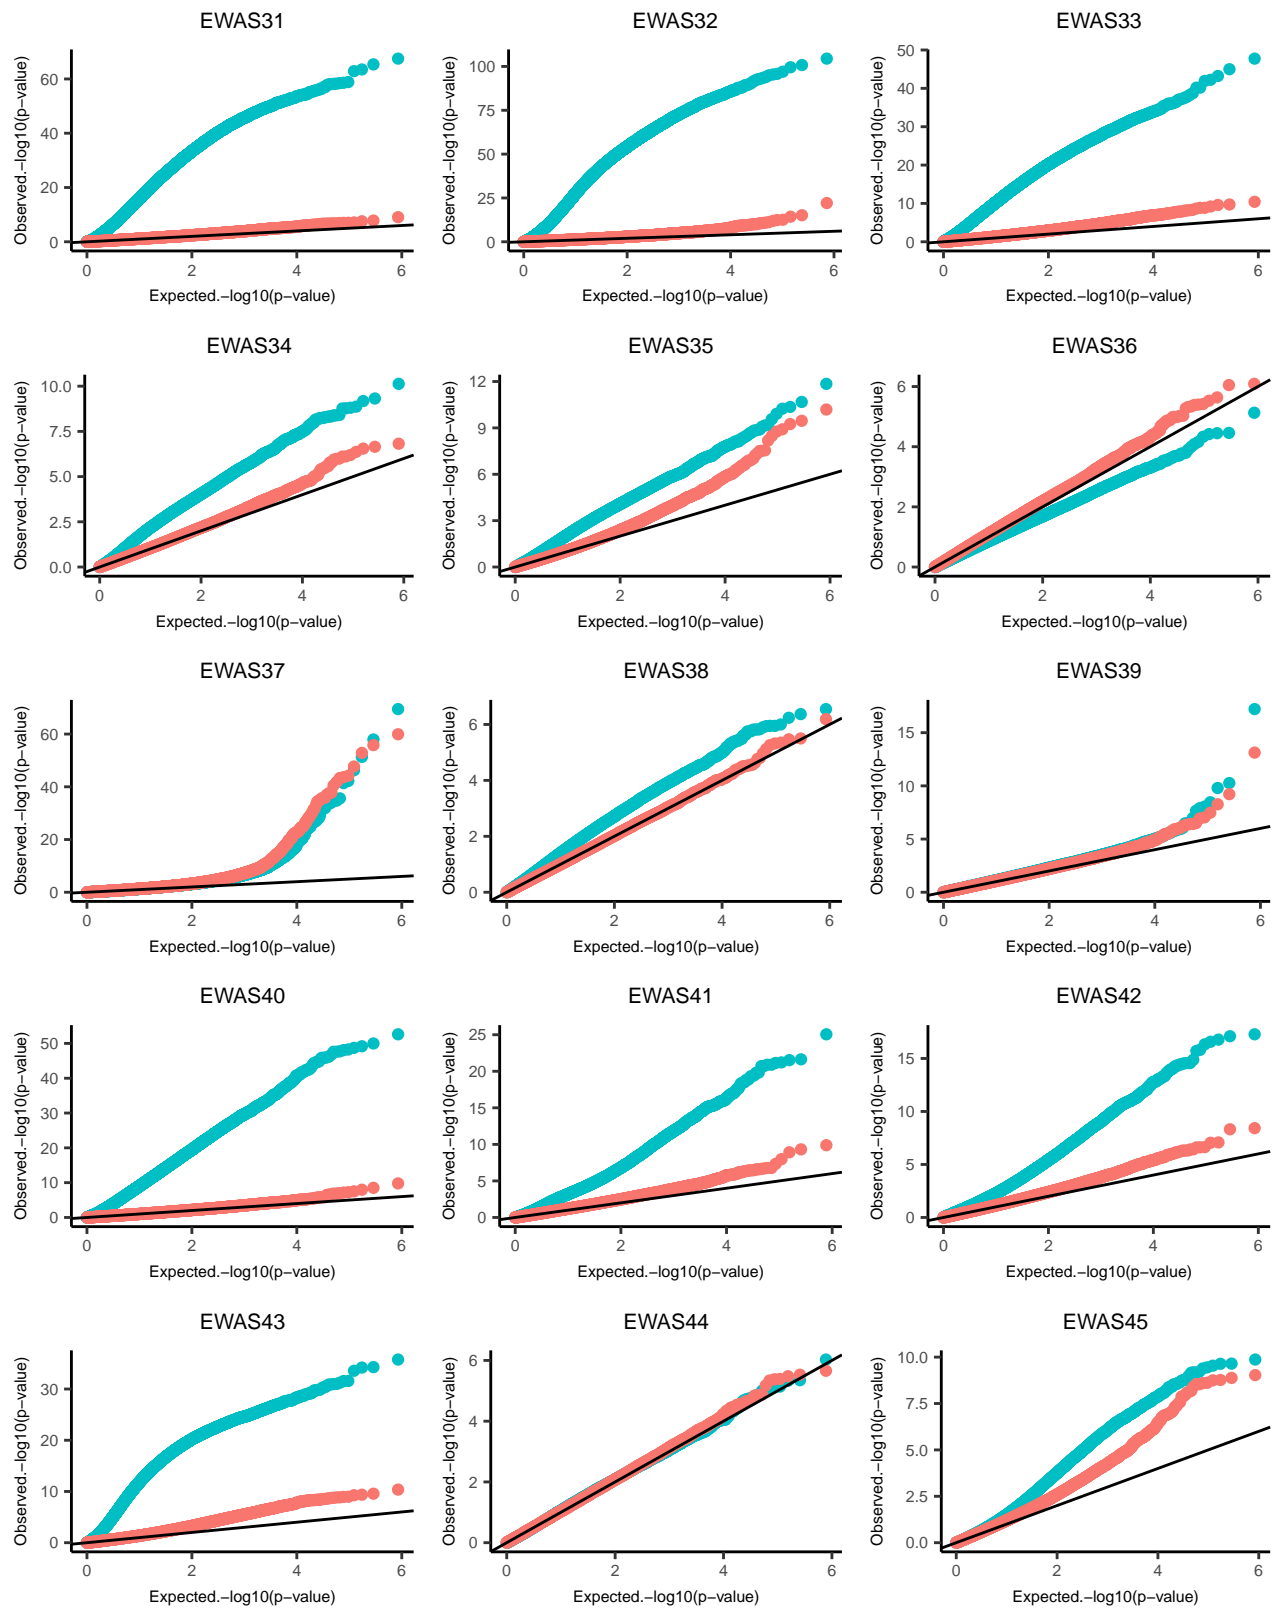 EWAS31 EWAS32 EWAS33
Observed.−log10(p−value) 0 20 40 60 Observed.−log10(p−value) 0 25 50 75 100 Observed.−log10(p−value) 0 10 20 30 40 50
0 2 4 6 0 2 4 6 0 2 4 6
Expected.−log10(p−value) Expected.−log10(p−value) Expected.−log10(p−value)
EWAS34 EWAS35 EWAS36
Observed.−log10(p−value) 0.0 2.5 5.0 7.5 10.0 Observed.−log10(p−value) 0 3 6 9 12 Observed.−log10(p−value) 0 2 4 6
0 2 4 6 0 2 4 6 0 2 4 6
Expected.−log10(p−value) Expected.−log10(p−value) Expected.−log10(p−value)
EWAS37 EWAS38 EWAS39
Observed.−log10(p−value) 0 20 40 60 Observed.−log10(p−value) 0 2 4 6 Observed.−log10(p−value) 0 5 10 15
0 2 4 6 0 2 4 6 0 2 4 6
Expected.−log10(p−value) Expected.−log10(p−value) Expected.−log10(p−value)
EWAS40 EWAS41 EWAS42
Observed.−log10(p−value) 0 10 20 30 40 50 Observed.−log10(p−value) 0 5 10 15 20 25 Observed.−log10(p−value) 0 5 10 15
0 2 4 6 0 2 4 6 0 2 4 6
Expected.−log10(p−value) Expected.−log10(p−value) Expected.−log10(p−value)
EWAS43 EWAS44 EWAS45
Observed.−log10(p−value) 0 10 20 30 Observed.−log10(p−value) 0 2 4 6 Observed.−log10(p−value) 0.0 2.5 5.0 7.5 10.0
0 2 4 6 0 2 4 6 0 2 4 6
Expected.−log10(p−value) Expected.−log10(p−value) Expected.−log10(p−value)